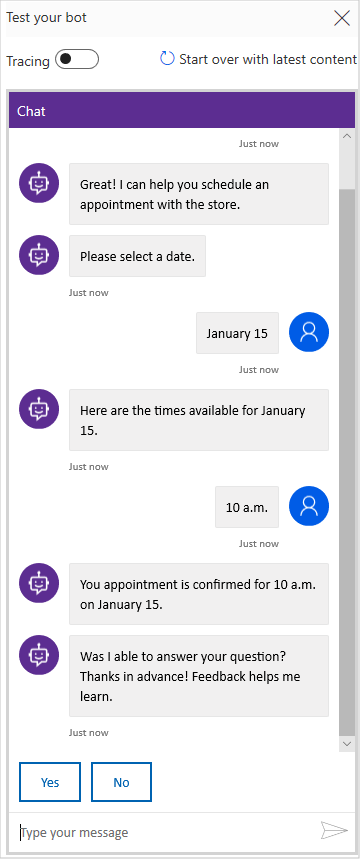 Test your bot
Tracing
Start over with latest content
Chat
Just now
Great! I can help you schedule an
appointment with the store.
Please select a date.
Just now
January 15
Just now
Here are the times available for January
15.
Just now
10 a.m.
Just now
You appointment is confirmed for 10 a.m.
on January 15.
Was I able to answer your question?
Thanks in advance! Feedback helps me
learn.
Just now
Yes
No
Type your message